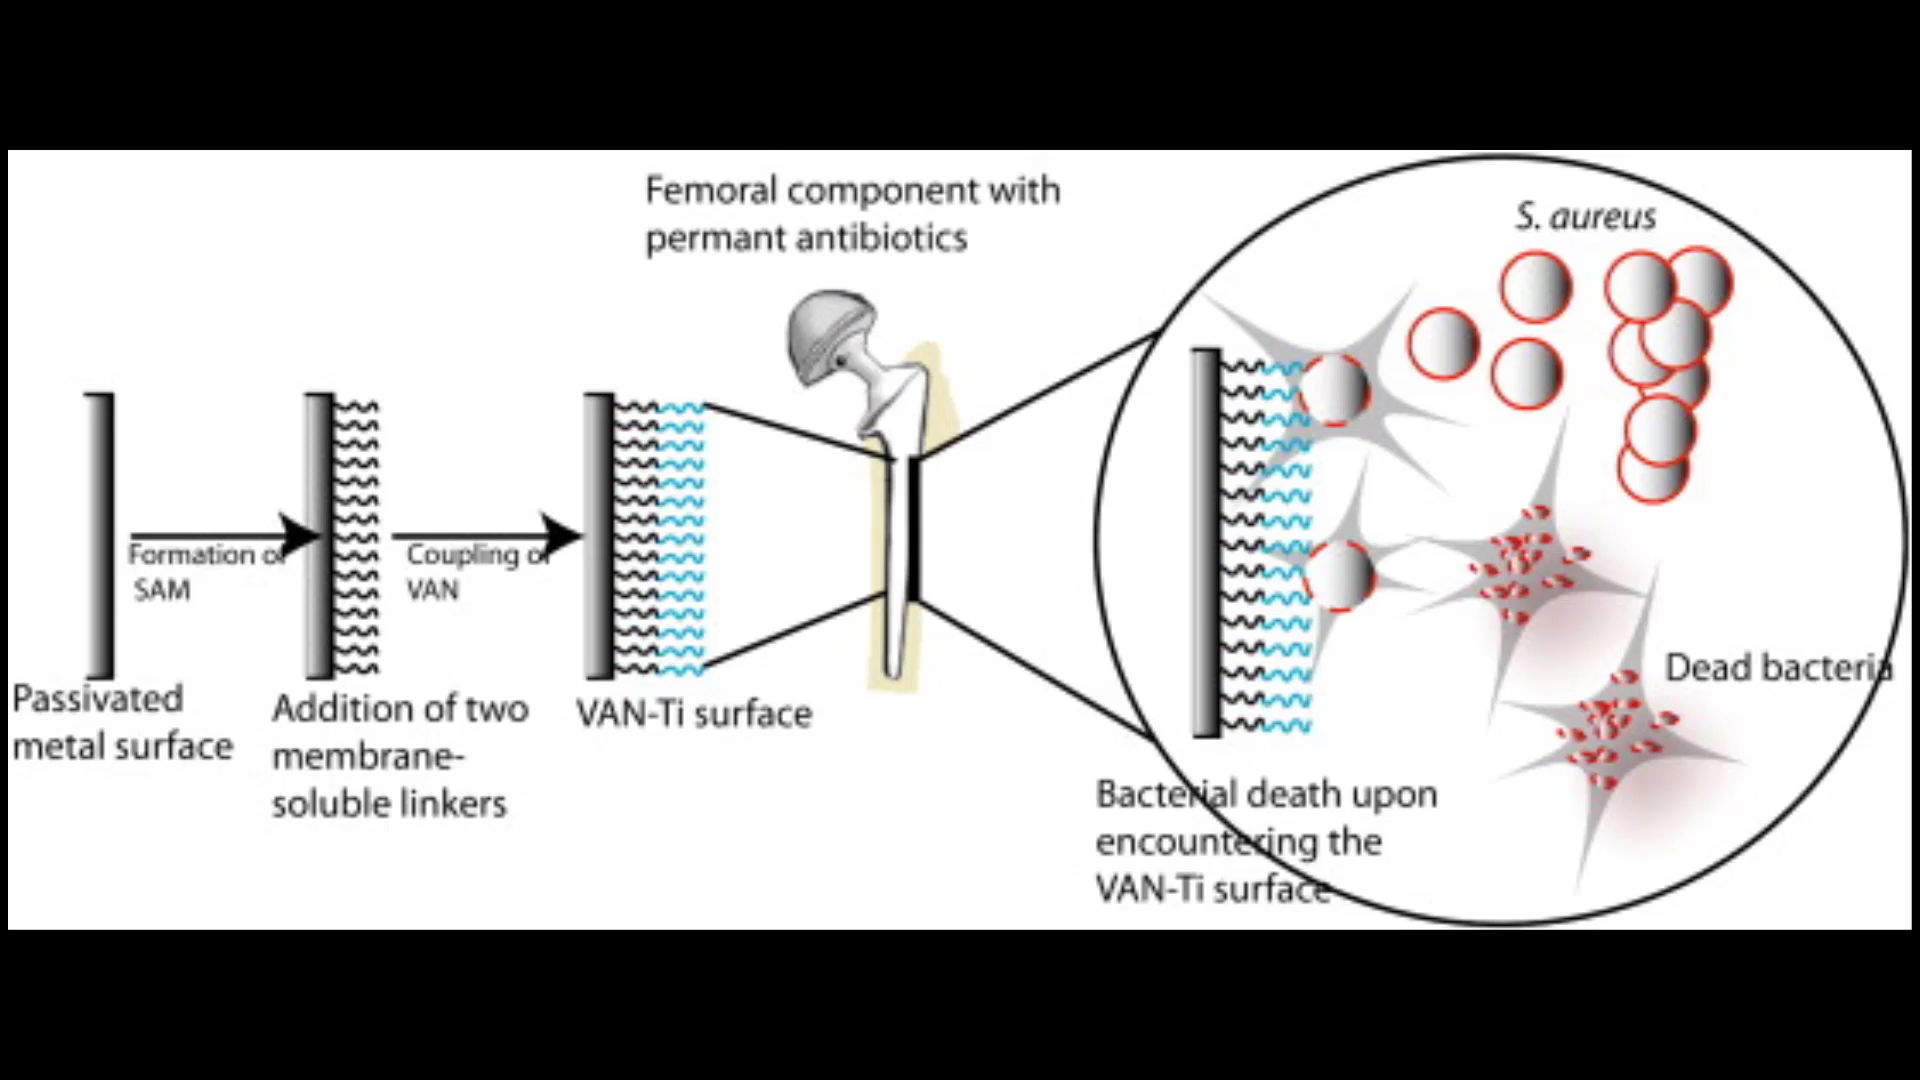 Femoral component with
permant antibiotics
S. aureus
Formation of
SAM
Coupling of
VAN
Passivated
metal surface
Addition of two
membrane-
soluble linkers
VAN-Ti surface
Dead bacteria
Bacterial death upon
encountering the
VAN-Ti surface